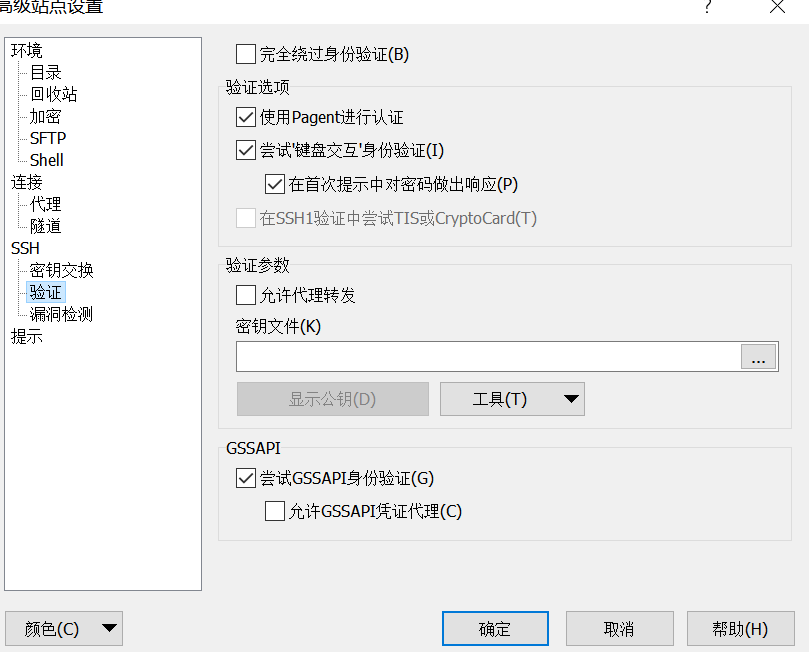 高级站点设置
环境
目录
回收站
加密
SFTP
Shell
连接
代理
隧道
SSH
密钥交换
验证
漏洞检测
提示
完全绕过身份验证(B)
验证选项
使用Pagent进行认证
尝试'键盘交互'身份验证(I)
在首次提示中对密码做出响应(P)
在SSH1验证中尝试TIS或CryptoCard(T)
验证参数
允许代理转发
密钥文件(K)
...
显示公钥(D)
工具(T)
GSSAPI
尝试GSSAPI身份验证(G)
允许GSSAPI凭证代理(C)
颜色(C)
确定
取消
帮助(H)